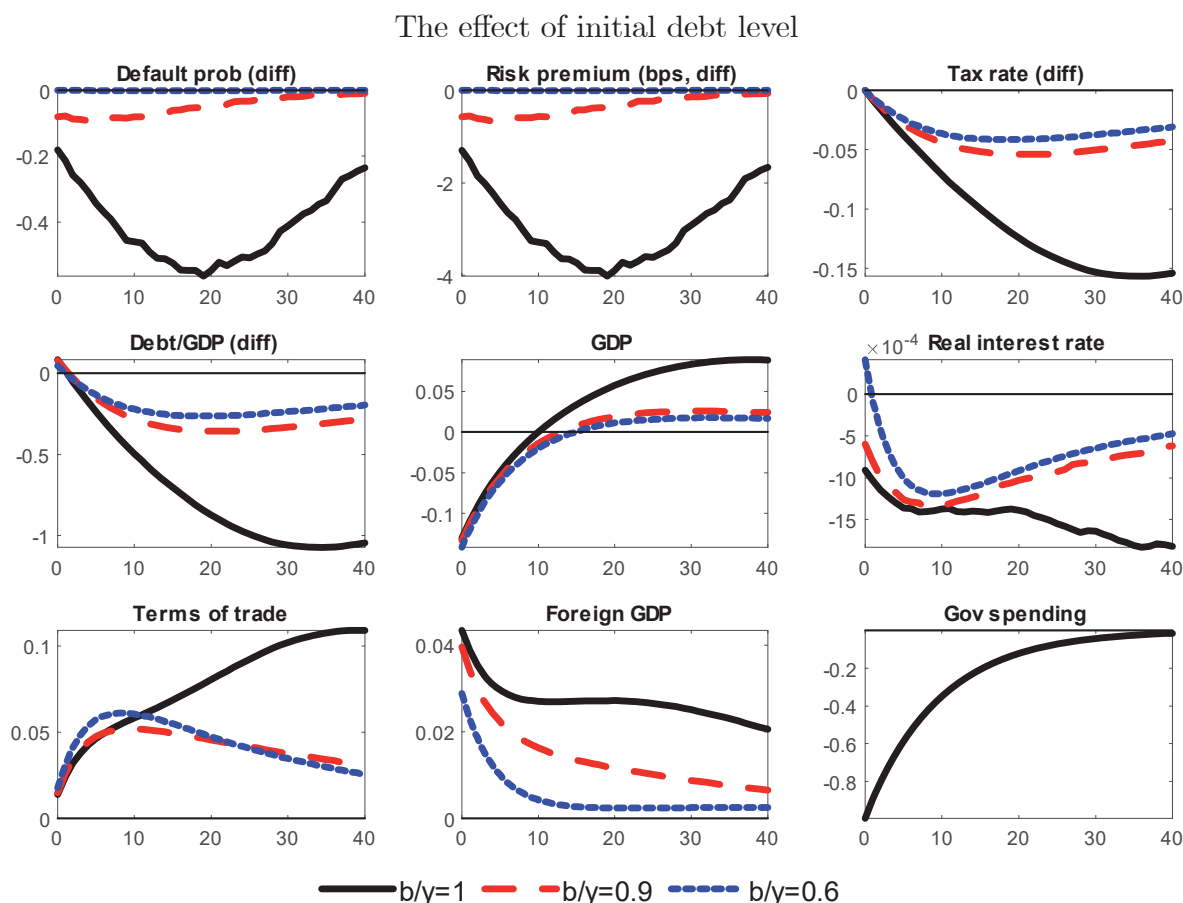 The effect of initial debt level
Default prob (diff)
Risk premium (bps, diff)
Tax rate (diff)
0
-0.2
-0.4
0 10 20 30 40
0
-2
-4
0 10 20 30 40
0
-0.05
-0.1
-0.15
0 10 20 30 40
Debt/GDP (diff)
GDP
×10⁻⁴ Real interest rate
0
-0.5
-1
0 10 20 30 40
0.05
0
-0.05
-0.1
0 10 20 30 40
0
-5
-10
-15
0 10 20 30 40
Terms of trade
Foreign GDP
Gov spending
0.1
0.05
0
0 10 20 30 40
0.04
0.02
0
0 10 20 30 40
-0.2
-0.4
-0.6
-0.8
0 10 20 30 40
b/y=1 b/y=0.9 b/y=0.6